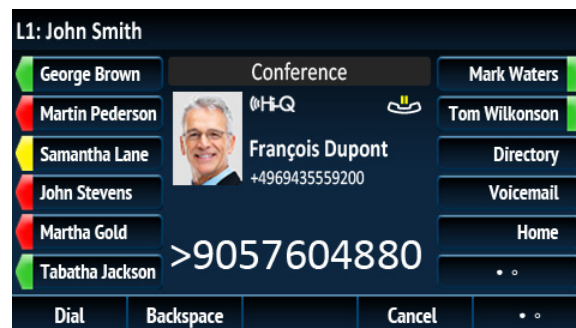 L1: John Smith
George Brown
Martin Pederson
Samantha Lane
John Stevens
Martha Gold
Tabatha Jackson
Conference
Hi-Q
François Dupont
+4969435559200
>9057604880
Mark Waters
Tom Wilkonson
Directory
Voicemail
Home
Dial
Backspace
Cancel